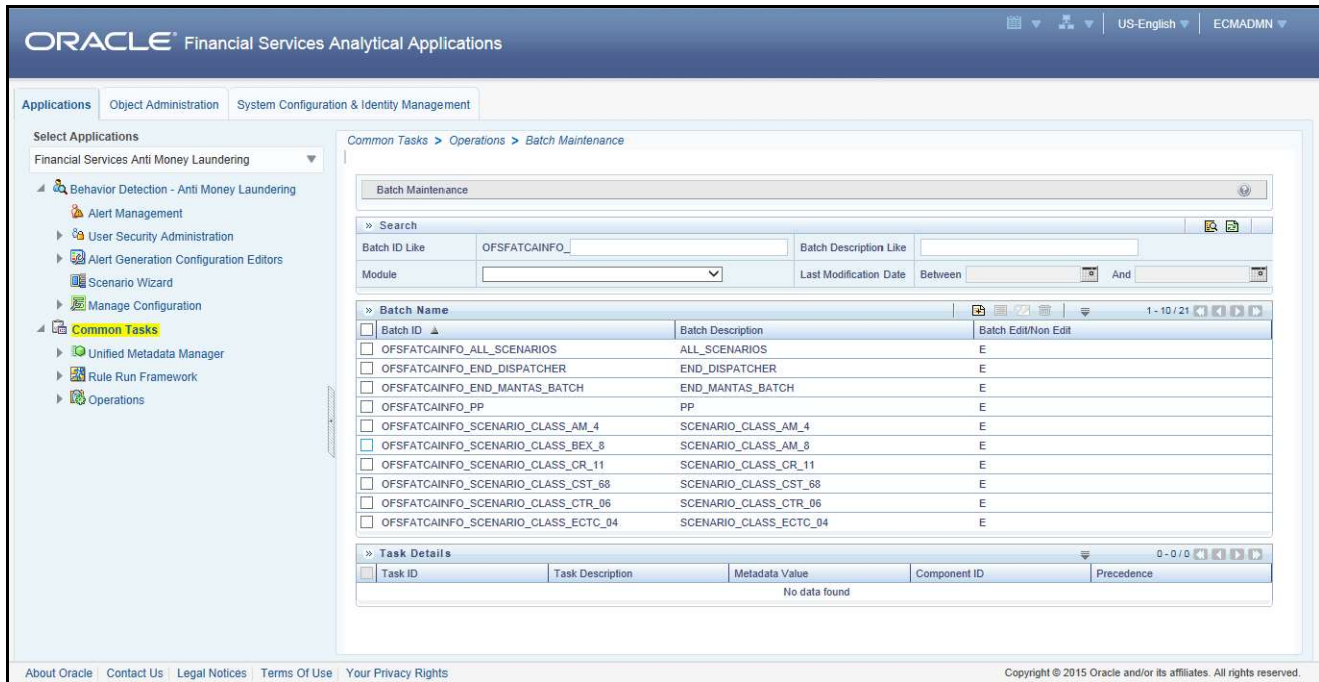 US-English ECMADMN
ORACLE® Financial Services Analytical Applications
Applications Object Administration System Configuration & Identity Management
Select Applications
Financial Services Anti Money Laundering
Behavior Detection - Anti Money Laundering
Alert Management
User Security Administration
Alert Generation Configuration Editors
Scenario Wizard
Manage Configuration
Common Tasks
Unified Metadata Manager
Rule Run Framework
Operations
Common Tasks > Operations > Batch Maintenance
Batch Maintenance
» Search
Batch ID Like OFSFATCAINFO_ Batch Description Like
Module Last Modification Date Between And
» Batch Name 1 - 10 / 21
Batch ID Batch Description Batch Edit/Non Edit
OFSFATCAINFO_ALL_SCENARIOS ALL_SCENARIOS E
OFSFATCAINFO_END_DISPATCHER END_DISPATCHER E
OFSFATCAINFO_END_MANTAS_BATCH END_MANTAS_BATCH E
OFSFATCAINFO_PP PP E
OFSFATCAINFO_SCENARIO_CLASS_AM_4 SCENARIO_CLASS_AM_4 E
OFSFATCAINFO_SCENARIO_CLASS_BEX_8 SCENARIO_CLASS_AM_8 E
OFSFATCAINFO_SCENARIO_CLASS_CR_11 SCENARIO_CLASS_CR_11 E
OFSFATCAINFO_SCENARIO_CLASS_CST_68 SCENARIO_CLASS_CST_68 E
OFSFATCAINFO_SCENARIO_CLASS_CTR_06 SCENARIO_CLASS_CTR_06 E
OFSFATCAINFO_SCENARIO_CLASS_ECTC_04 SCENARIO_CLASS_ECTC_04 E
» Task Details 0 - 0 / 0
Task ID Task Description Metadata Value Component ID Precedence
No data found
About Oracle Contact Us Legal Notices Terms Of Use Your Privacy Rights Copyright © 2015 Oracle and/or its affiliates. All rights reserved.